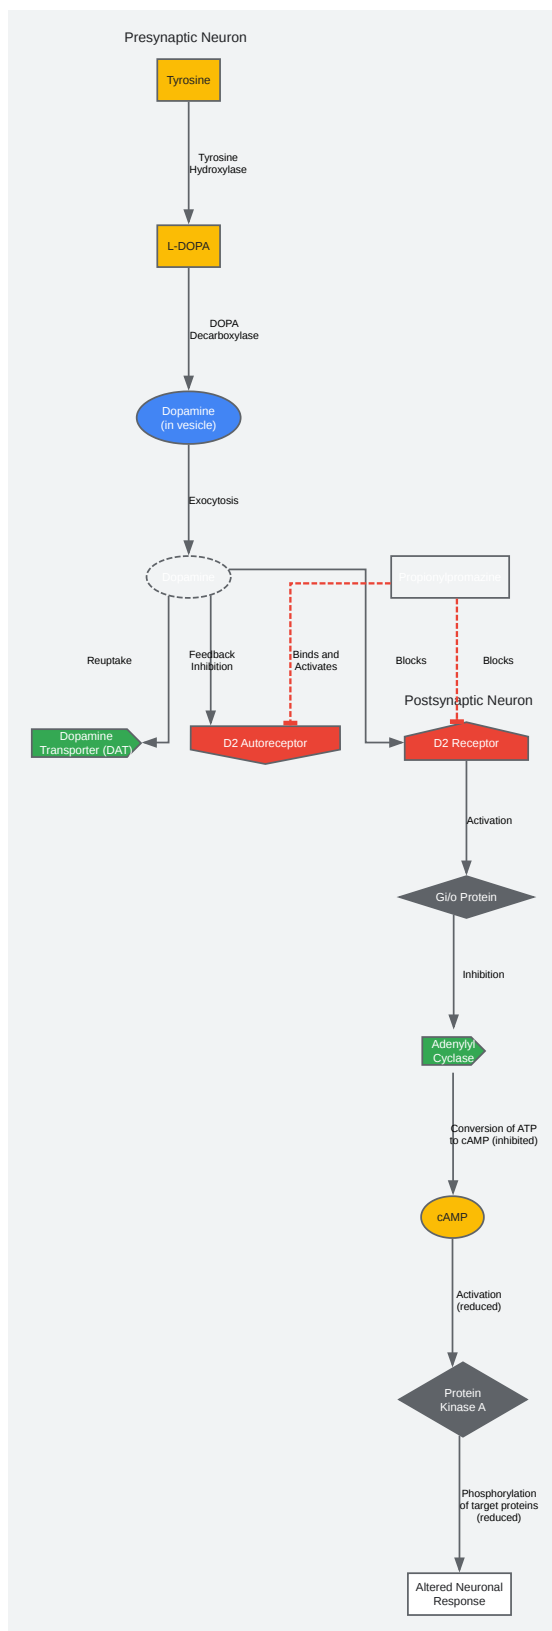 Presynaptic Neuron
Tyrosine
Tyrosine
Hydroxylase
L-DOPA
DOPA
Decarboxylase
Dopamine
(in vesicle)
Exocytosis
Dopamine
Reuptake
Feedback
Inhibition
Binds and
Activates
Blocks
Blocks
Postsynaptic Neuron
Dopamine
Transporter (DAT)
D2 Autoreceptor
D2 Receptor
Activation
Gi/o Protein
Inhibition
Adenylyl
Cyclase
Conversion of ATP
to cAMP (inhibited)
cAMP
Activation
(reduced)
Protein
Kinase A
Phosphorylation
of target proteins
(reduced)
Altered Neuronal
Response